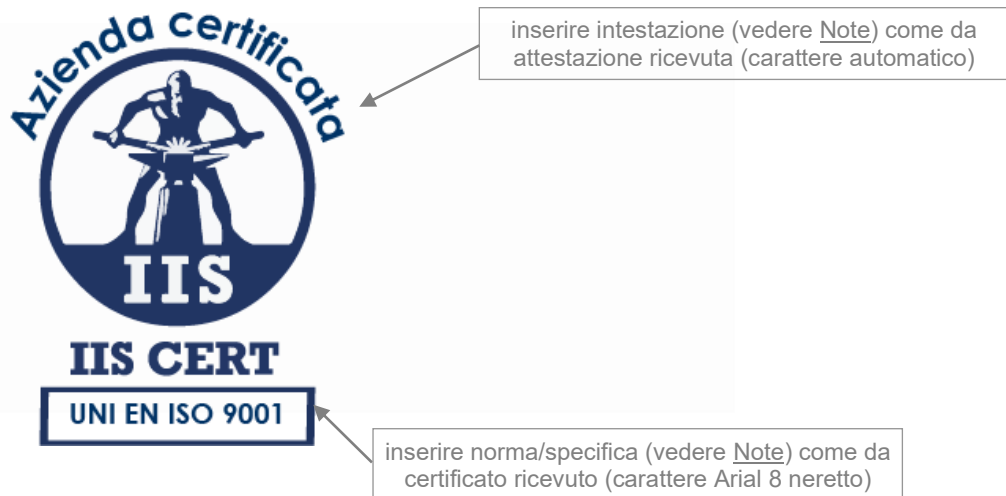 Azienda Certificata
inserire intestazione (vedere Note) come da
attestazione ricevuta (carattere automatico)
IIS
IIS CERT
UNI EN ISO 9001
inserire norma/specifica (vedere Note) come da
certificato ricevuto (carattere Arial 8 neretto)